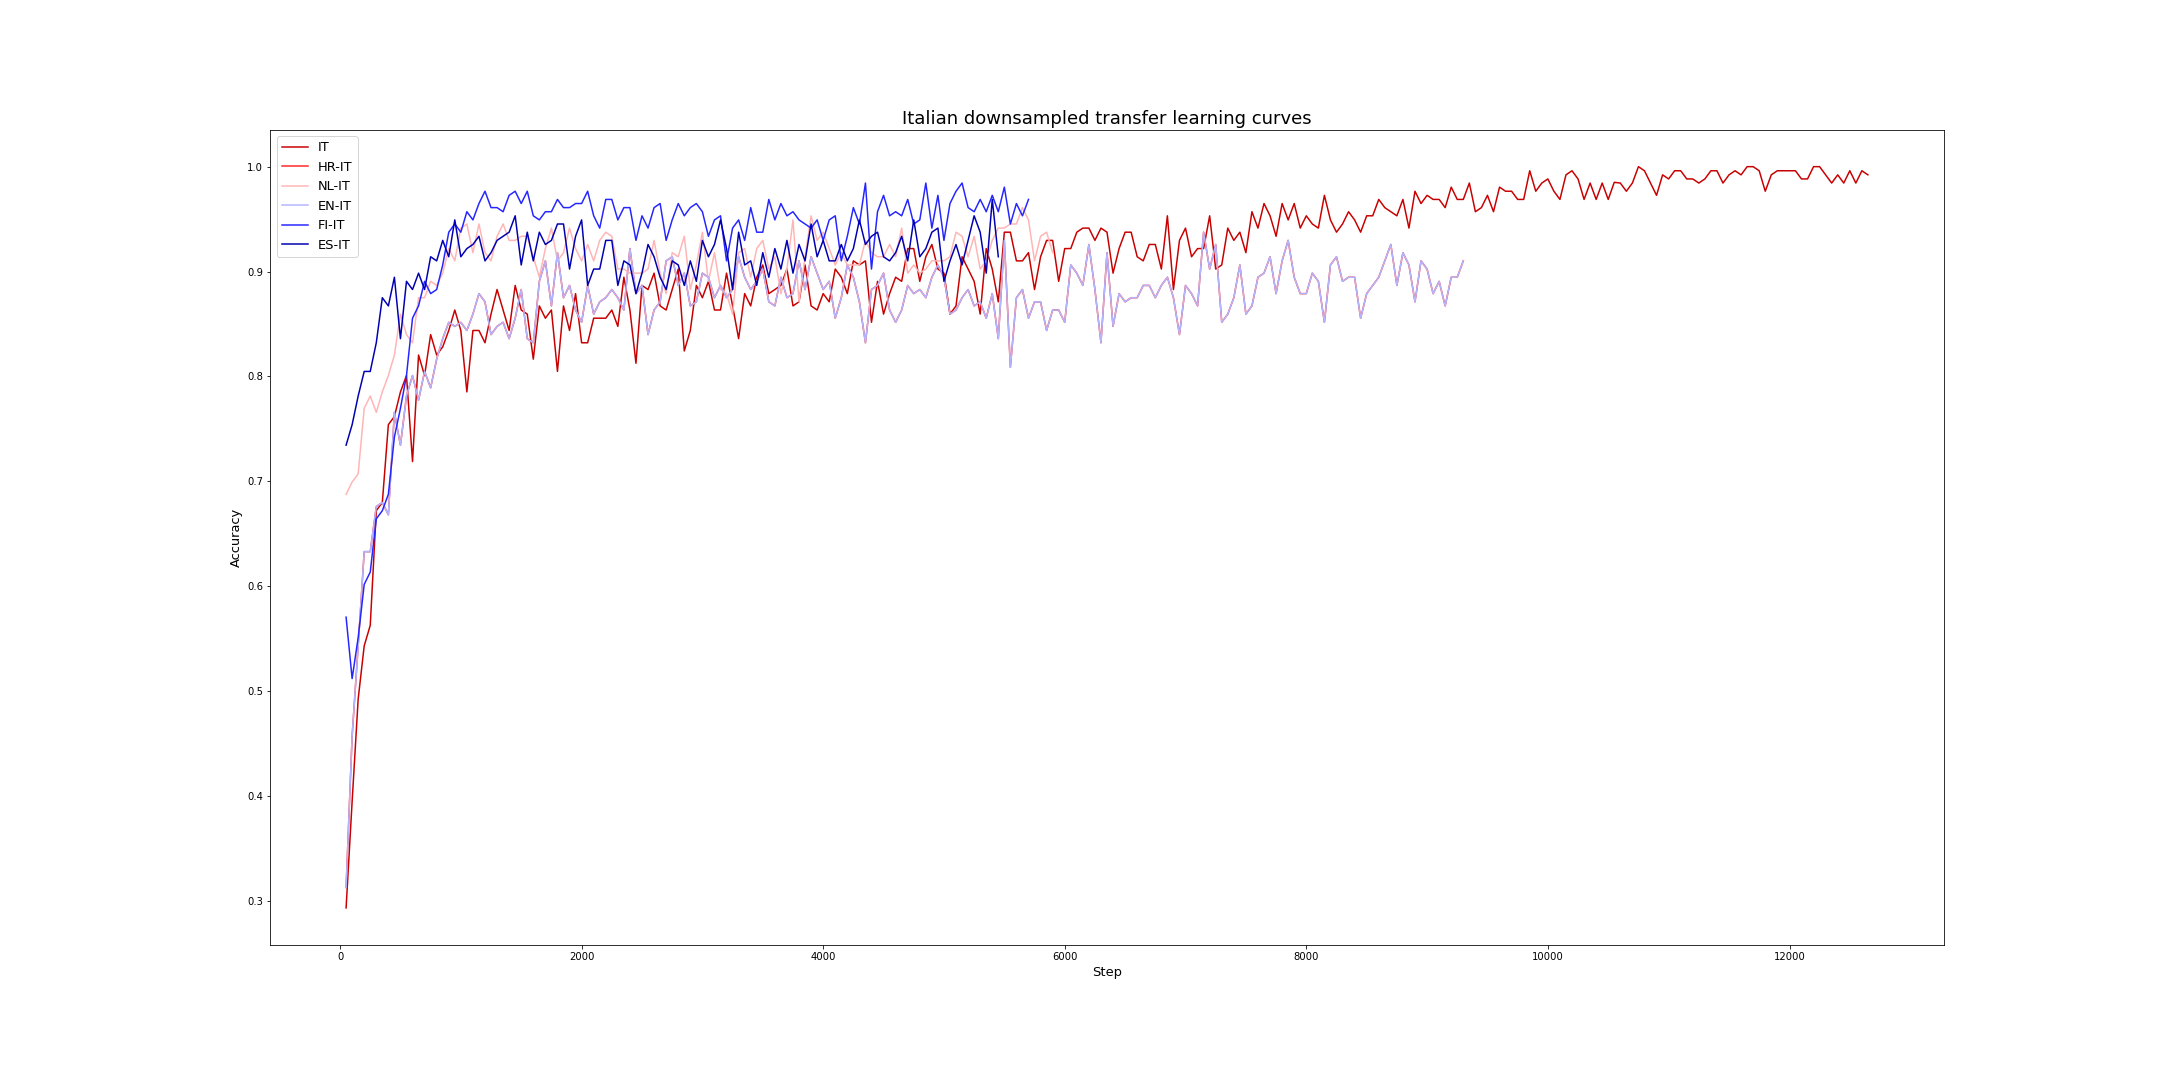 Italian downsampled transfer learning curves
IT
HR-IT
NL-IT
EN-IT
FI-IT
ES-IT
1.0
0.9
0.8
0.7
0.6
0.5
0.4
0.3
Accuracy
0 2000 4000 6000 8000 10000 12000
Step